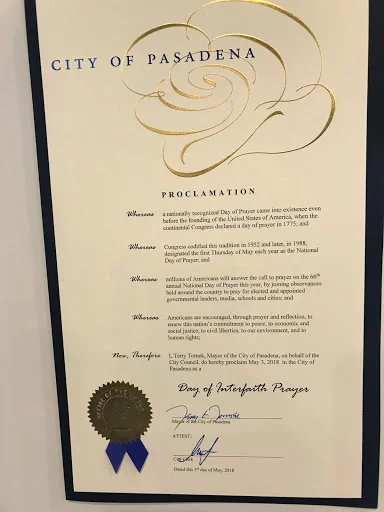 CITY OF PASADENA
PROCLAMATION
Whereas a nationally recognized Day of Prayer came into existence even
before the founding of the United States of America, when the
continental Congress declared a day of prayer in 1775; and
Whereas Congress codified this tradition in 1952 and later, in 1988,
designated the first Thursday of May each year as the National
Day of Prayer; and
Whereas millions of Americans will answer the call to prayer on the 66th
annual National Day of Prayer this year, by joining observances
held around the country to pray for elected and appointed
governmental leaders, media, schools and cities; and
Whereas Americans are encouraged, through prayer and reflection, to
renew this nation's commitment to peace, to economic and
social justice, to civil liberties, to our environment, and to
human rights;
Now, Therefore I, Terry Tornek, Mayor of the City of Pasadena, on behalf of the
City Council, do hereby proclaim May 3, 2018 in the City of
Pasadena as a
Day of Interfaith Prayer
Mayor of the City of Pasadena
ATTEST:
City Clerk
Dated this 3rd day of May, 2018